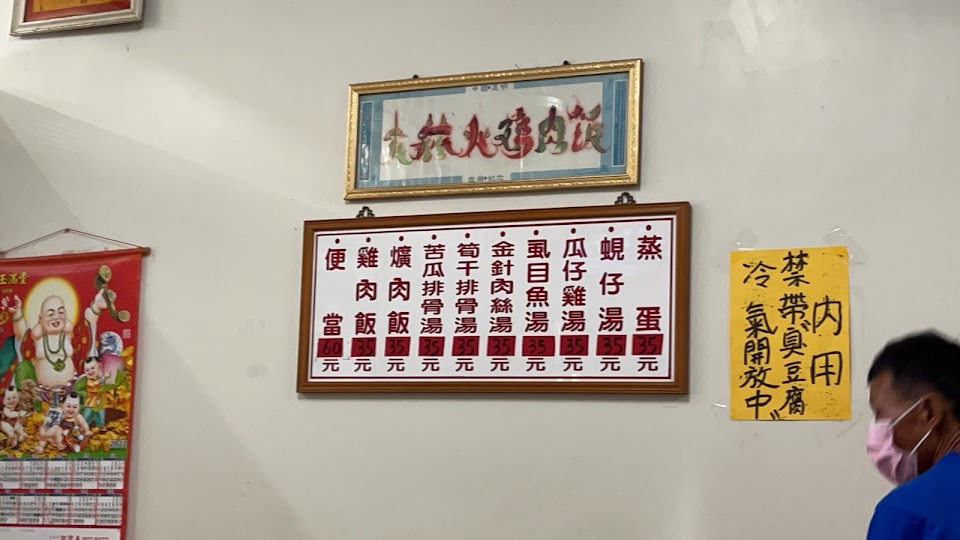 火雞肉飯
蒸蛋35元
蜆仔湯35元
瓜仔雞湯35元
虱目魚湯35元
金針肉絲湯35元
筍干排骨湯35元
苦瓜排骨湯35元
爌肉飯35元
雞肉飯35元
便當60元
內用
禁帶臭豆腐
冷氣開放中
2022